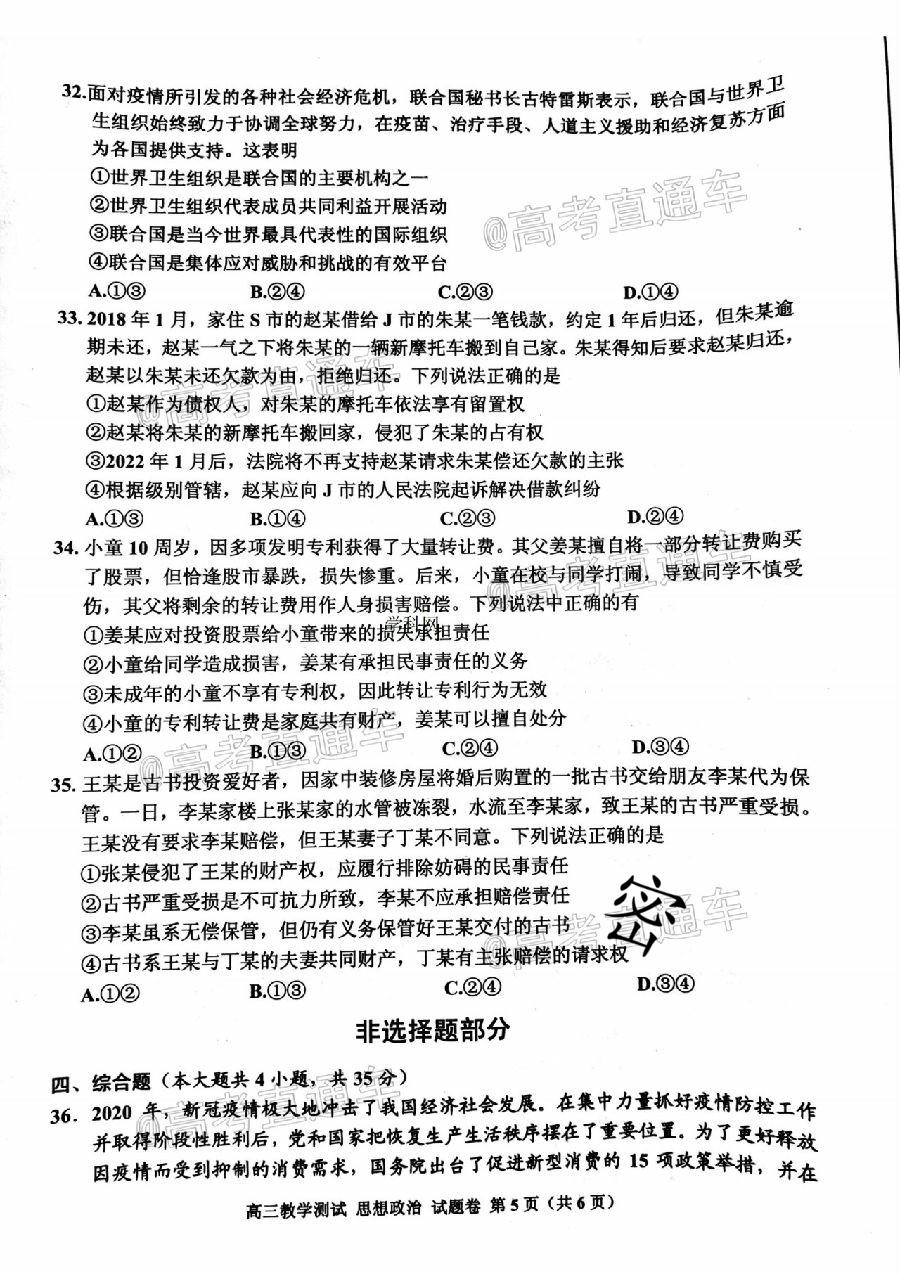 32.面对疫情所引发的各种社会经济危机，联合国秘书长古特雷斯表示，联合国与世界卫
生组织始终致力于协调全球努力，在疫苗、治疗手段、人道主义援助和经济复苏方面
为各国提供支持。这表明
①世界卫生组织是联合国的主要机构之一
②世界卫生组织代表成员共同利益开展活动
③联合国是当今世界最具代表性的国际组织
④联合国是集体应对威胁和挑战的有效平台
@高考直通车
A.①③ B.②④ C.②③ D.①④
33.2018年1月，家住S市的赵某借给J市的朱某一笔钱款，约定1年后归还，但朱某逾
期未还，赵某一气之下将朱某的一辆新摩托车搬到自己家。朱某得知后要求赵某归还，
赵某以朱某未还欠款为由，拒绝归还。下列说法正确的是
@高考直通车
①赵某作为债权人，对朱某的摩托车依法享有留置权
②赵某将朱某的新摩托车搬回家，侵犯了朱某的占有权
③2022年1月后，法院将不再支持赵某请求朱某偿还欠款的主张
④根据级别管辖，赵某应向J市的人民法院起诉解决借款纠纷
A.①③ B.①④ C.②③ D.②④
34.小童10周岁，因多项发明专利获得了大量转让费。其父姜某擅自将一部分转让费购买
了股票，但恰逢股市暴跌，损失惨重。后来，小童在校与同学打闹，导致同学不慎受
伤，其父将剩余的转让费用作人身损害赔偿。下列说法中正确的有
@高考直通车
学科网
①姜某应对投资股票给小童带来的损失承担责任
②小童给同学造成损害，姜某有承担民事责任的义务
③未成年的小童不享有专利权，因此转让专利行为无效
④小童的专利转让费是家庭共有财产，姜某可以擅自处分
A.①② B.①③ C.②④ D.③④
@高考直通车
35.王某是古书投资爱好者，因家中装修房屋将婚后购置的一批古书交给朋友李某代为保
管。一日，李某家楼上张某家的水管被冻裂，水流至李某家，致王某的古书严重受损。
王某没有要求李某赔偿，但王某妻子丁某不同意。下列说法正确的是
①张某侵犯了王某的财产权，应履行排除妨碍的民事责任
②古书严重受损是不可抗力所致，李某不应承担赔偿责任
③李某虽系无偿保管，但仍有义务保管好王某交付的古书
④古书系王某与丁某的夫妻共同财产，丁某有主张赔偿的请求权
密
@高考直通车
A.①② B.①③ C.②④ D.③④
非选择题部分
四、综合题（本大题共4小题，共35分）
36. 2020年，新冠疫情极大地冲击了我国经济社会发展。在集中力量抓好疫情防控工作
并取得阶段性胜利后，党和国家把恢复生产生活秩序摆在了重要位置。为了更好释放
因疫情而受到抑制的消费需求，国务院出台了促进新型消费的15项政策举措，并在
@高考直通车
高三教学测试 思想政治 试题卷 第5页（共6页）